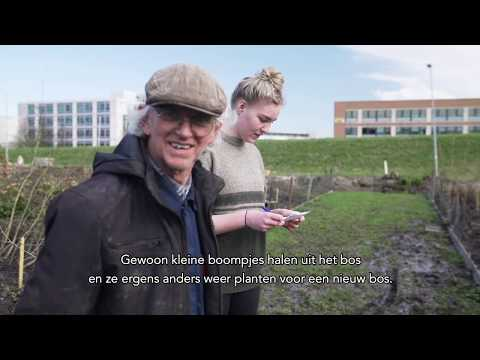 Gewoon kleine boompjes halen uit het bos
en ze ergens anders weer planten voor een nieuw bos.